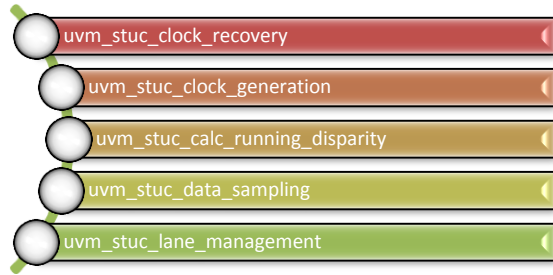 uvm_stuc_clock_recovery
uvm_stuc_clock_generation
uvm_stuc_calc_running_disparity
uvm_stuc_data_sampling
uvm_stuc_lane_management